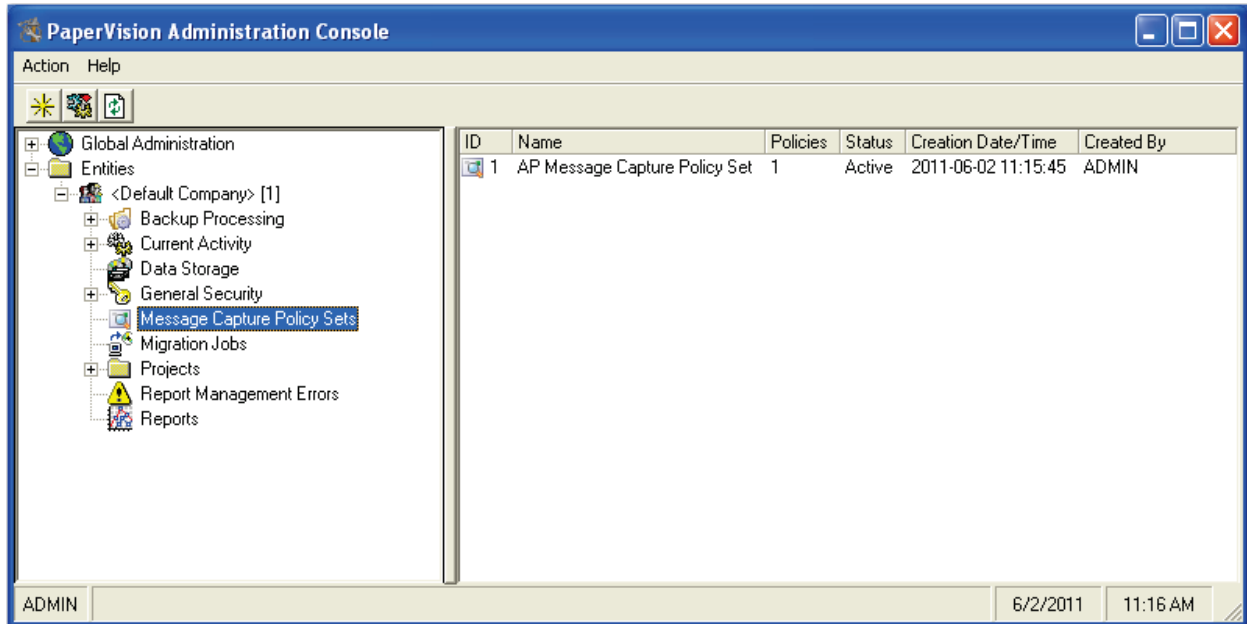 PaperVision Administration Console
Action Help
Global Administration
Entities
<Default Company> [1]
Backup Processing
Current Activity
Data Storage
General Security
Message Capture Policy Sets
Migration Jobs
Projects
Report Management Errors
Reports
ID Name Policies Status Creation Date/Time Created By
1 AP Message Capture Policy Set 1 Active 2011-06-02 11:15:45 ADMIN
ADMIN 6/2/2011 11:16 AM